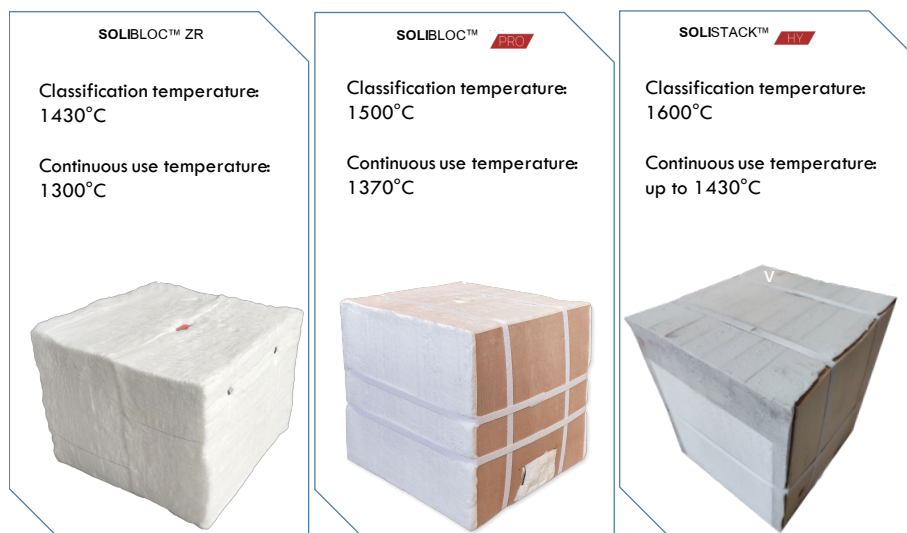 SOLIBLOC™ ZR
Classification temperature:
1430°C
Continuous use temperature:
1300°C
SOLIBLOC™ PRO
Classification temperature:
1500°C
Continuous use temperature:
1370°C
SOLISTACK™ HY
Classification temperature:
1600°C
Continuous use temperature:
up to 1430°C
V